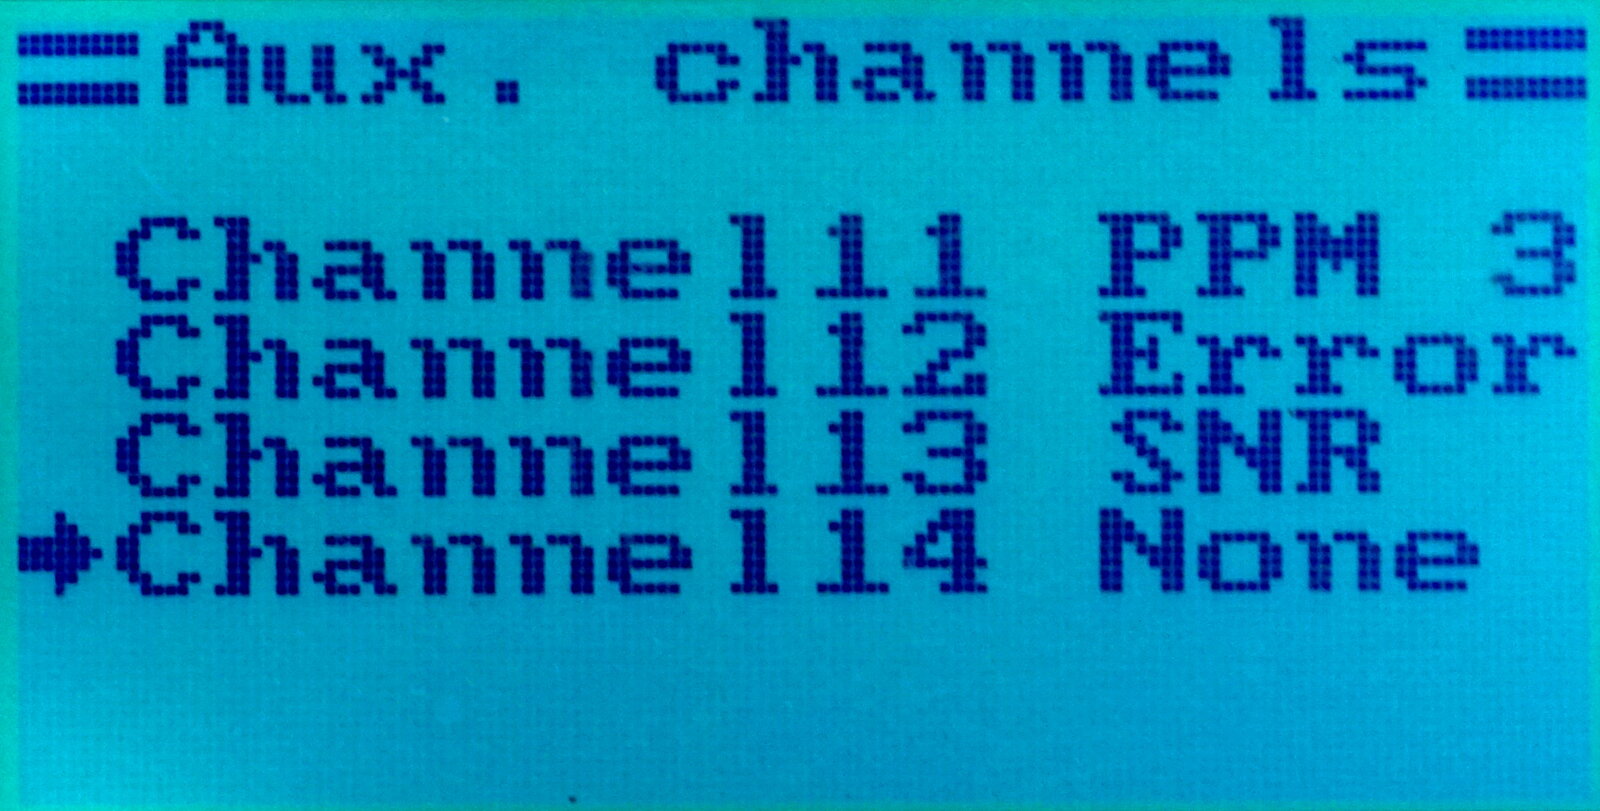 Aux. channels
Channel11 PPM 3
Channel12 Error
Channel13 SNR
Channel14 None